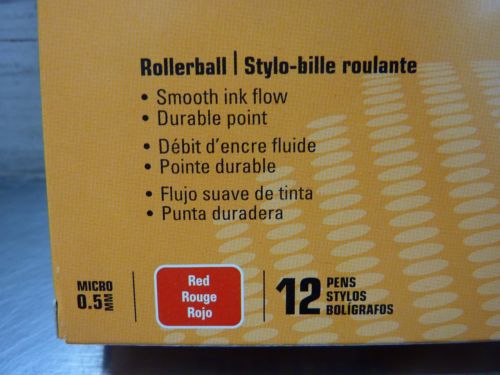 Rollerball | Stylo-bille roulante
• Smooth ink flow
• Durable point
• Débit d'encre fluide
• Pointe durable
• Flujo suave de tinta
• Punta duradera
MICRO
0.5 MM
Red
Rouge
Rojo
12 PENS
STYLOS
BOLÍGRAFOS